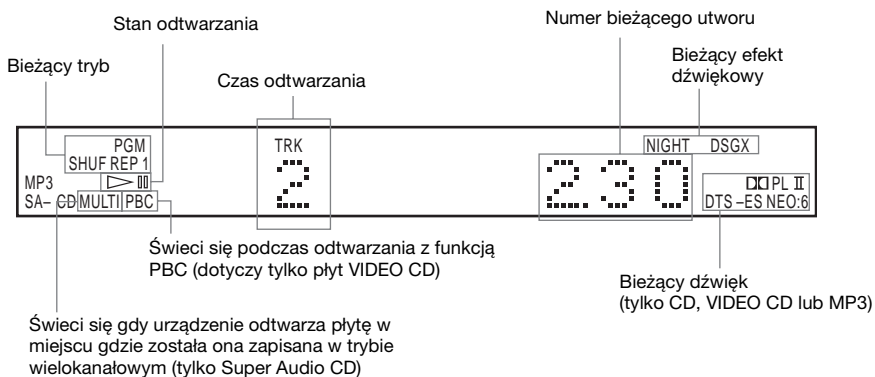 Stan odtwarzania
Numer bieżącego utworu
Bieżący tryb
Czas odtwarzania
Bieżący efekt
dźwiękowy
PGM
SHUF REP 1
MP3
SA– CD MULTI PBC
TRK
2
2.30
NIGHT DSGX
PL II
DTS –ES NEO:6
Świeci się podczas odtwarzania z funkcją
PBC (dotyczy tylko płyt VIDEO CD)
Bieżący dźwięk
(tylko CD, VIDEO CD lub MP3)
Świeci się gdy urządzenie odtwarza płytę w
miejscu gdzie została ona zapisana w trybie
wielokanałowym (tylko Super Audio CD)